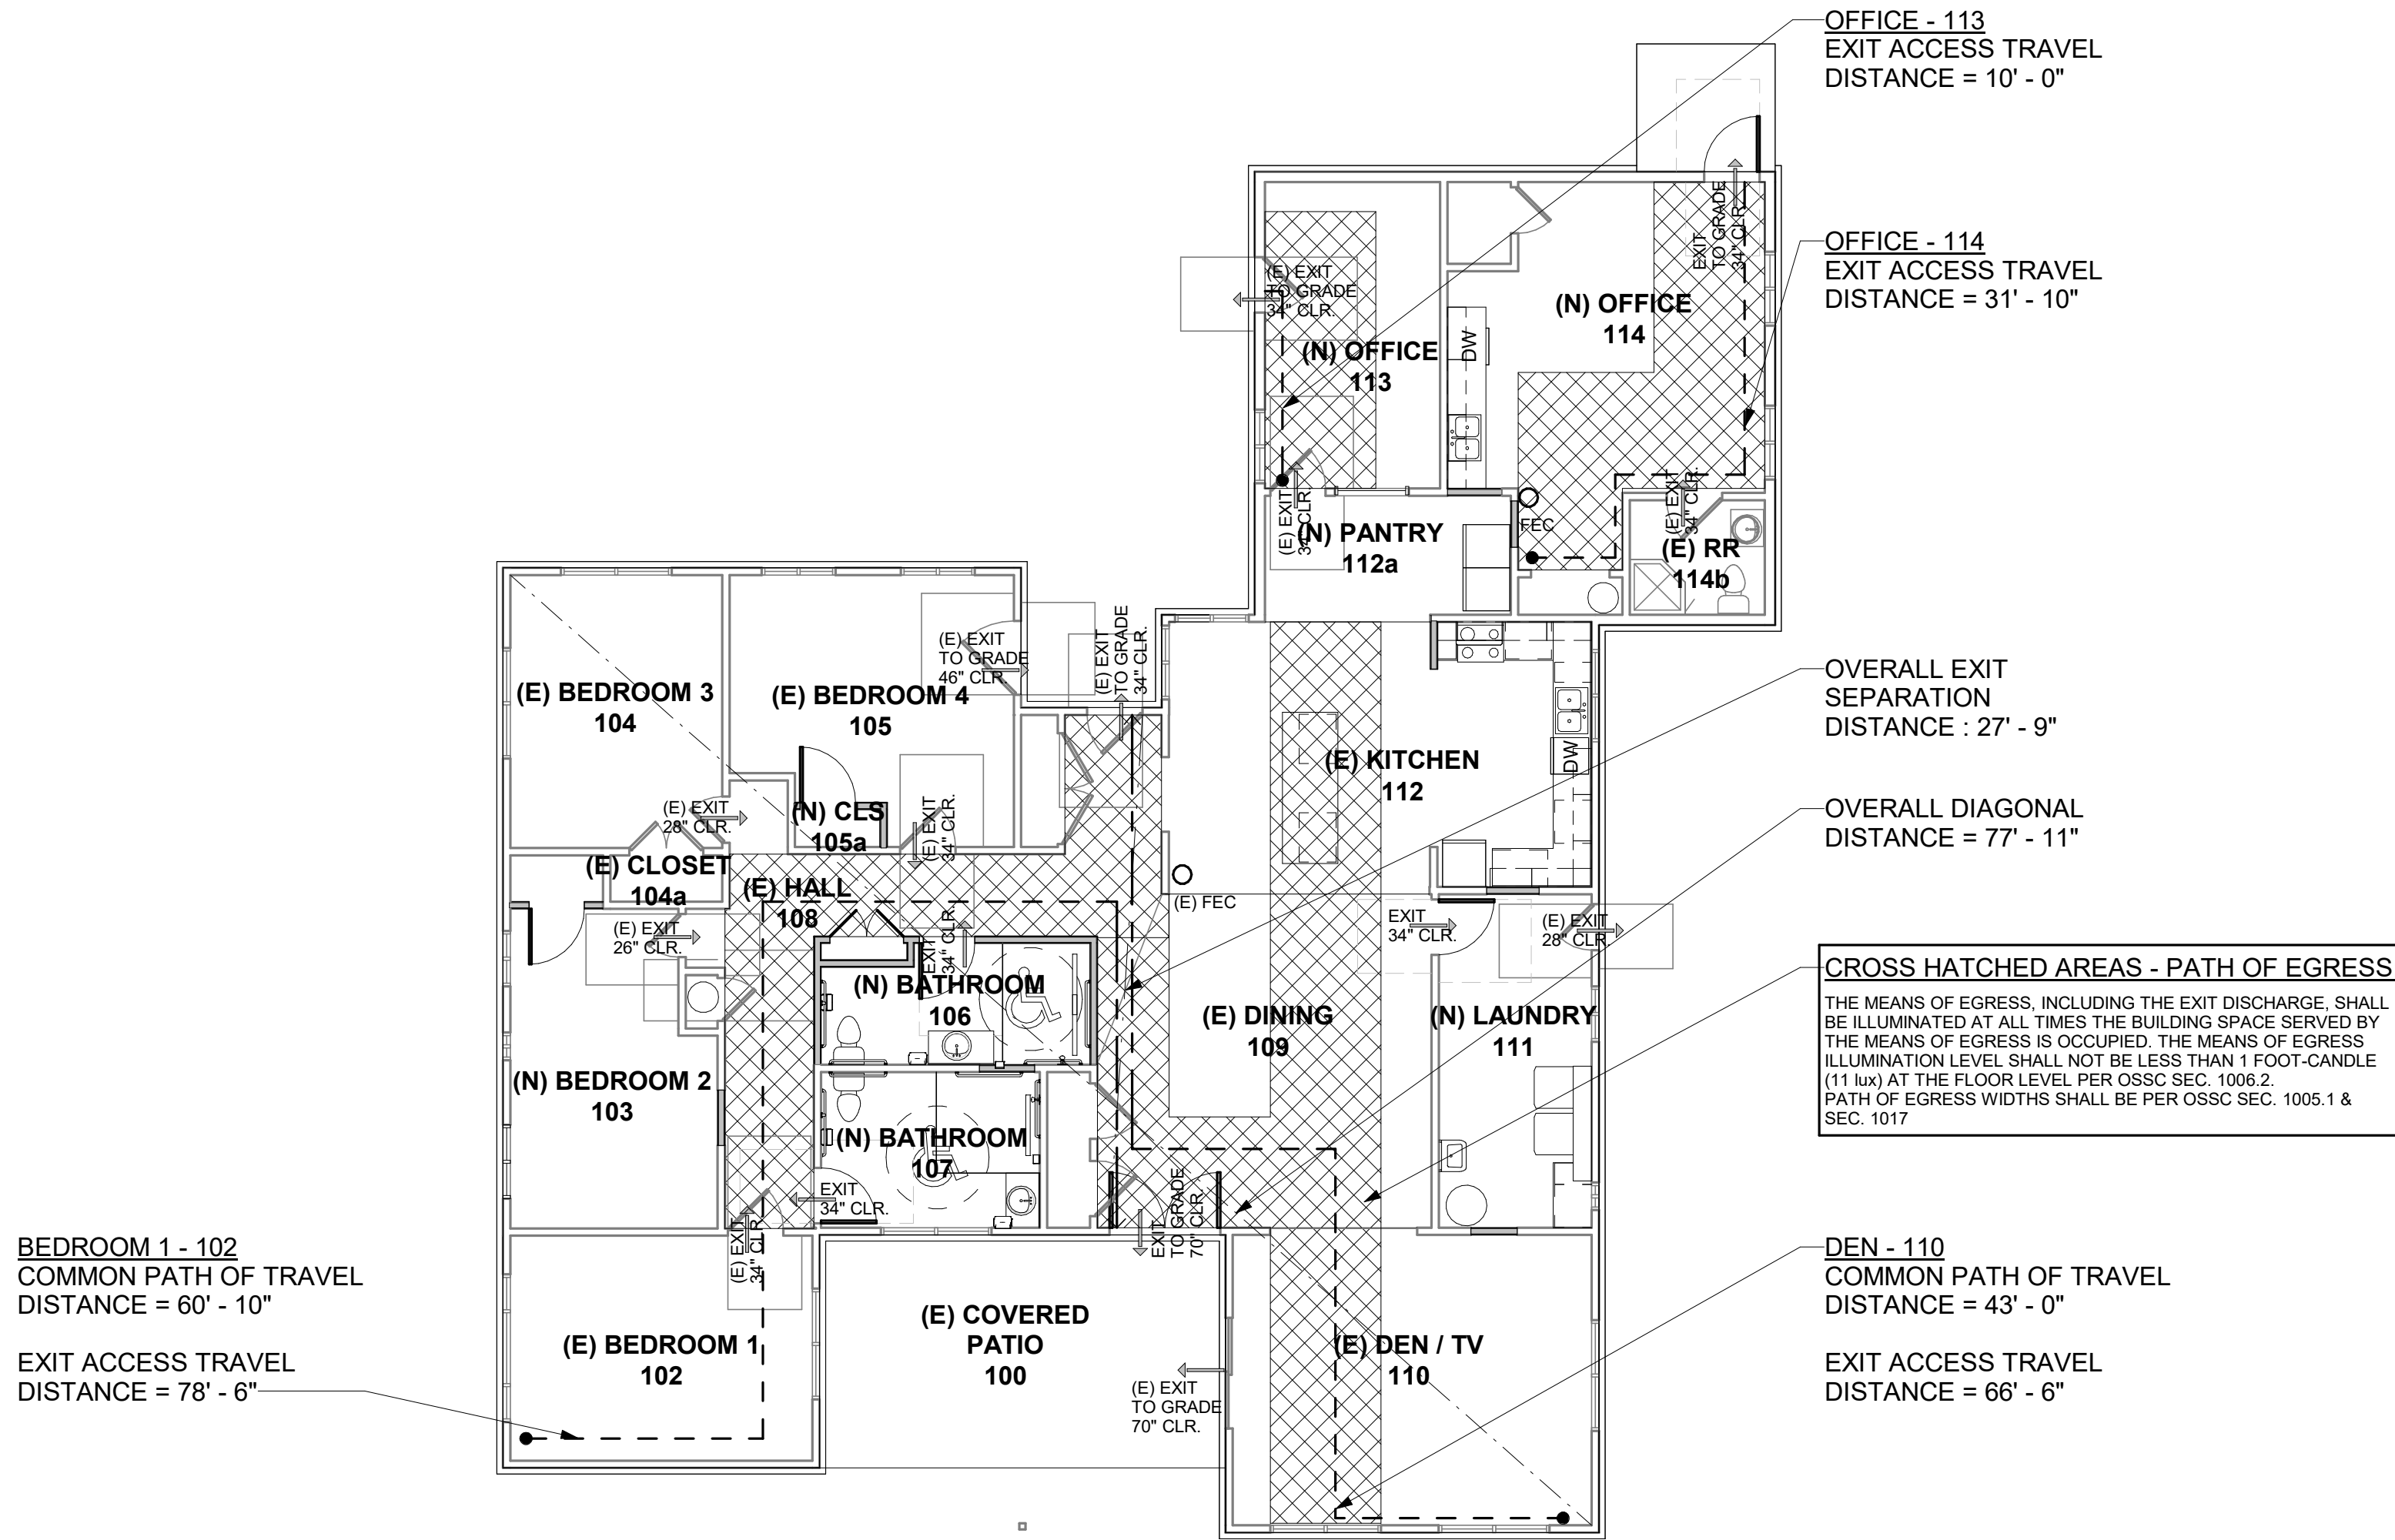 OFFICE - 113
EXIT ACCESS TRAVEL
DISTANCE = 10' - 0"
OFFICE - 114
EXIT ACCESS TRAVEL
DISTANCE = 31' - 10"
EXIT
TO GRADE
34" CLR.
(E) EXIT
TO GRADE
34" CLR.
(N) OFFICE
113
(N) OFFICE
114
DW
(E) EXIT
34" CLR.
(N) PANTRY
112a
FEC
(E) EXIT
34" CLR.
(E) RR
114b
(E) EXIT
TO GRADE
46" CLR.
(E) EXIT
TO GRADE
34" CLR.
(E) BEDROOM 3
104
(E) BEDROOM 4
105
OVERALL EXIT
SEPARATION
DISTANCE : 27' - 9"
(E) KITCHEN
112
DW
(E) EXIT
28" CLR.
(N) CLS
105a
(E) EXIT
34" CLR.
OVERALL DIAGONAL
DISTANCE = 77' - 11"
(E) CLOSET
104a
(E) HALL
108
(E) FEC
EXIT
34" CLR.
(E) EXIT
28" CLR.
(E) EXIT
26" CLR.
EXIT
34" CLR.
(N) BATHROOM
106
(E) DINING
109
(N) LAUNDRY
111
CROSS HATCHED AREAS - PATH OF EGRESS
THE MEANS OF EGRESS, INCLUDING THE EXIT DISCHARGE, SHALL
BE ILLUMINATED AT ALL TIMES THE BUILDING SPACE SERVED BY
THE MEANS OF EGRESS IS OCCUPIED. THE MEANS OF EGRESS
ILLUMINATION LEVEL SHALL NOT BE LESS THAN 1 FOOT-CANDLE
(11 lux) AT THE FLOOR LEVEL PER OSSC SEC. 1006.2.
PATH OF EGRESS WIDTHS SHALL BE PER OSSC SEC. 1005.1 &
SEC. 1017
(N) BEDROOM 2
103
(N) BATHROOM
107
EXIT
34" CLR.
(E) EXIT
34" CLR.
EXIT
TO GRADE
70" CLR.
BEDROOM 1 - 102
COMMON PATH OF TRAVEL
DISTANCE = 60' - 10"
EXIT ACCESS TRAVEL
DISTANCE = 78' - 6"
(E) BEDROOM 1
102
(E) COVERED
PATIO
100
(E) DEN / TV
110
(E) EXIT
TO GRADE
70" CLR.
DEN - 110
COMMON PATH OF TRAVEL
DISTANCE = 43' - 0"
EXIT ACCESS TRAVEL
DISTANCE = 66' - 6"